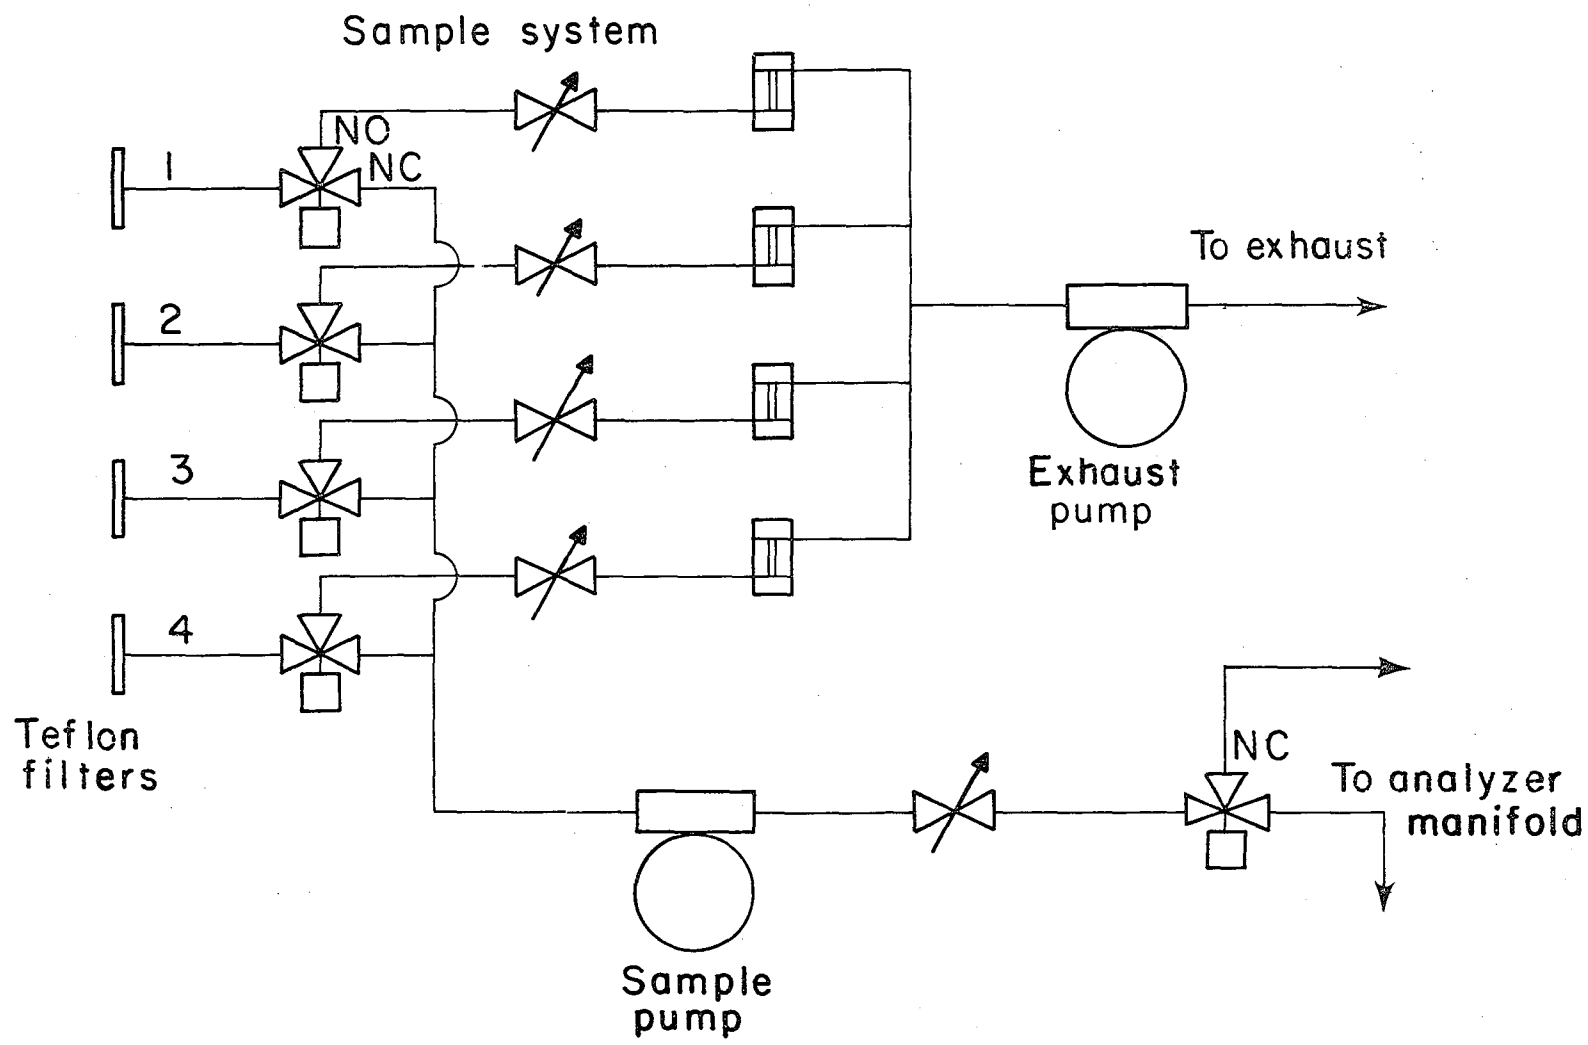 Sample system
NO
NC
1
To exhaust
2
3
Exhaust
pump
4
Teflon
filters
NC
To analyzer
manifold
Sample
pump